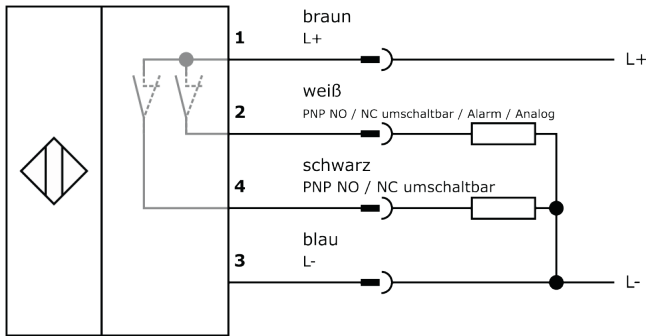 braun
1
L+
L+
weiß
2
PNP NO / NC umschaltbar / Alarm / Analog
schwarz
4
PNP NO / NC umschaltbar
blau
3
L-
L-